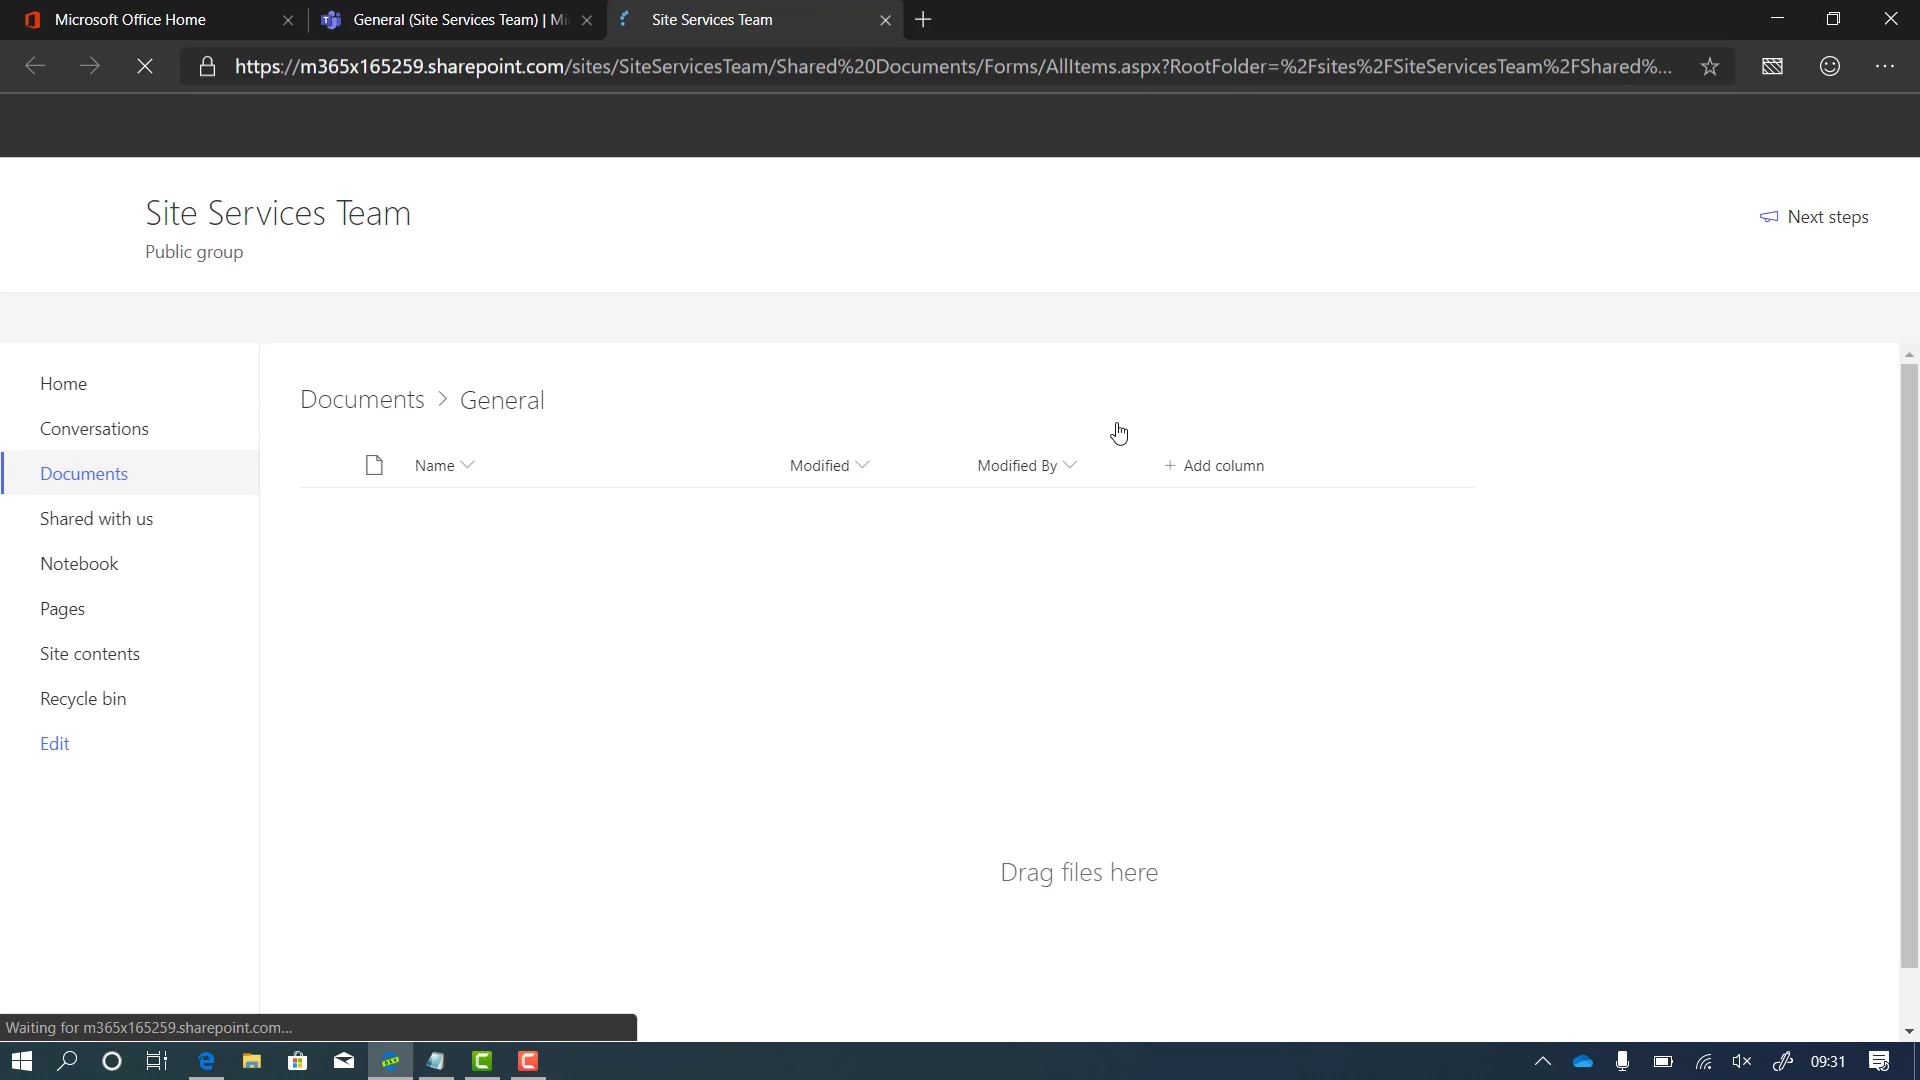 Microsoft Office Home
General (Site Services Team) | Mi
Site Services Team
https://m365x165259.sharepoint.com/sites/SiteServicesTeam/Shared%20Documents/Forms/AllItems.aspx?RootFolder=%2Fsites%2FSiteServicesTeam%2FShared%...
Site Services Team
Public group
Next steps
Home
Conversations
Documents
Shared with us
Notebook
Pages
Site contents
Recycle bin
Edit
Documents > General
Name
Modified
Modified By
+ Add column
Drag files here
Waiting for m365x165259.sharepoint.com...
09:31